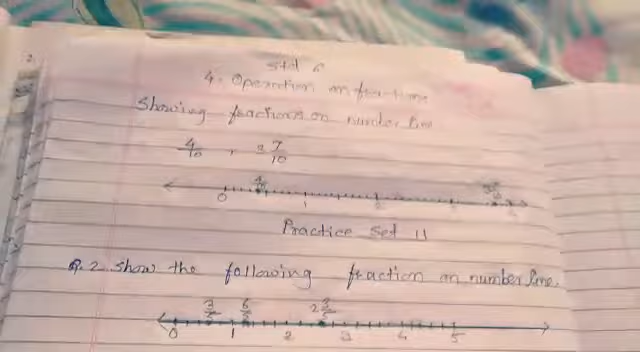 Std 6
4. Operation on fractions
Showing fractions on number line
4/10 , 2 7/10
4/10
0 1 2 3
Practice Set 11
Q.2 Show the following fraction on number line.
3/5 6/5 2 3/5
0 1 2 3 4 5